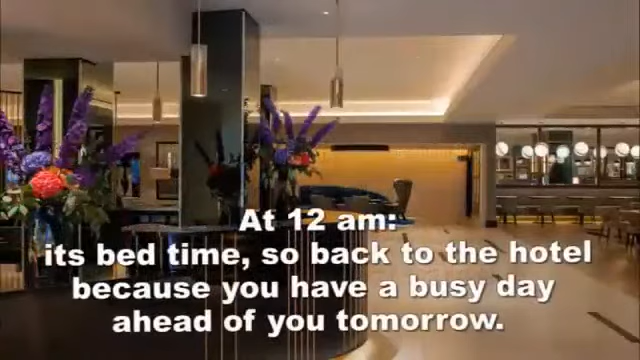 At 12 am:
its bed time, so back to the hotel
because you have a busy day
ahead of you tomorrow.